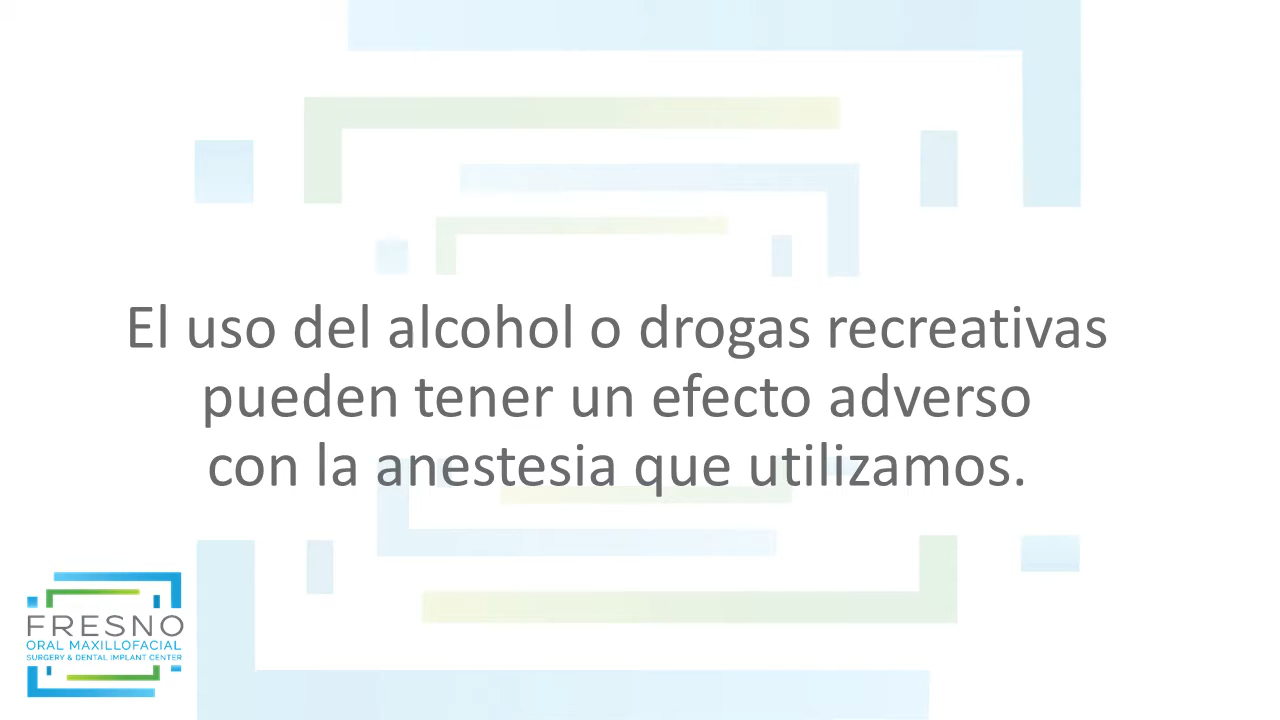 El uso del alcohol o drogas recreativas
pueden tener un efecto adverso
con la anestesia que utilizamos.
FRESNO
ORAL MAXILLOFACIAL
SURGERY & DENTAL IMPLANT CENTER